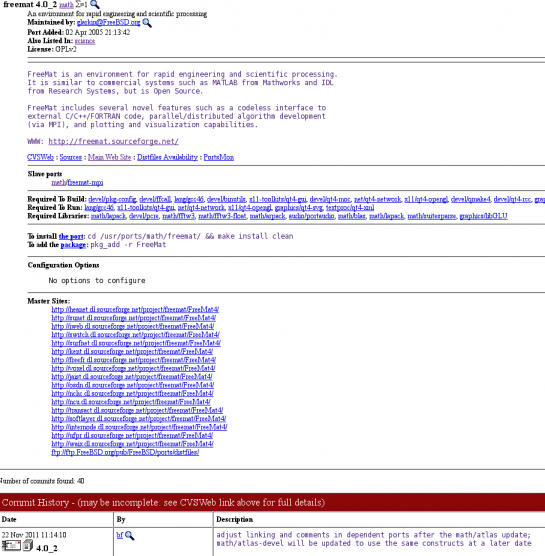 freemat 4.0_2 math Σ=1
An environment for rapid engineering and scientific processing
Maintained by: glarkin@FreeBSD.org
Port Added: 02 Apr 2005 21:13:42
Also Listed In: science
License: GPLv2
FreeMat is an environment for rapid engineering and scientific processing.
It is similar to commercial systems such as MATLAB from Mathworks and IDL
from Research Systems, but is Open Source.
FreeMat includes several novel features such as a codeless interface to
external C/C++/FORTRAN code, parallel/distributed algorithm development
(via MPI), and plotting and visualization capabilities.
WWW: http://freemat.sourceforge.net/
CVSWeb : Sources : Main Web Site : Distfiles Availability : PortsMon
Slave ports
math/freemat-mpi
Required To Build: devel/pkg-config, devel/ffcall, lang/gcc46, devel/binutils, x11-toolkits/qt4-gui, devel/qt4-moc, net/qt4-network, x11/qt4-opengl, devel/qmake4, devel/qt4-rcc,
Required To Run: lang/gcc46, x11-toolkits/qt4-gui, net/qt4-network, x11/qt4-opengl, graphics/qt4-svg, textproc/qt4-xml
Required Libraries: math/lapack, devel/pcre, math/fftw3, math/fftw3-float, math/arpack, audio/portaudio, math/blas, math/lapack, math/suitesparse, graphics/libGLU
To install the port: cd /usr/ports/math/freemat/ && make install clean
To add the package: pkg_add -r FreeMat
Configuration Options
No options to configure
Master Sites:
http://heanet.dl.sourceforge.net/project/freemat/FreeMat4/
http://sunet.dl.sourceforge.net/project/freemat/FreeMat4/
http://iweb.dl.sourceforge.net/project/freemat/FreeMat4/
http://switch.dl.sourceforge.net/project/freemat/FreeMat4/
http://surfnet.dl.sourceforge.net/project/freemat/FreeMat4/
http://kent.dl.sourceforge.net/project/freemat/FreeMat4/
http://freefr.dl.sourceforge.net/project/freemat/FreeMat4/
http://voxel.dl.sourceforge.net/project/freemat/FreeMat4/
http://jaist.dl.sourceforge.net/project/freemat/FreeMat4/
http://osdn.dl.sourceforge.net/project/freemat/FreeMat4/
http://nchc.dl.sourceforge.net/project/freemat/FreeMat4/
http://ncu.dl.sourceforge.net/project/freemat/FreeMat4/
http://transact.dl.sourceforge.net/project/freemat/FreeMat4/
http://softlayer.dl.sourceforge.net/project/freemat/FreeMat4/
http://internode.dl.sourceforge.net/project/freemat/FreeMat4/
http://ufpr.dl.sourceforge.net/project/freemat/FreeMat4/
http://waix.dl.sourceforge.net/project/freemat/FreeMat4/
ftp://ftp.FreeBSD.org/pub/FreeBSD/ports/distfiles/
Number of commits found: 40
Commit History - (may be incomplete: see CVSWeb link above for full details)
Date By Description
22 Nov 2011 11:14:10 bf adjust linking and comments in dependent ports after the math/atlas update;
4.0_2 math/atlas-devel will be updated to use the same constructs at a later date